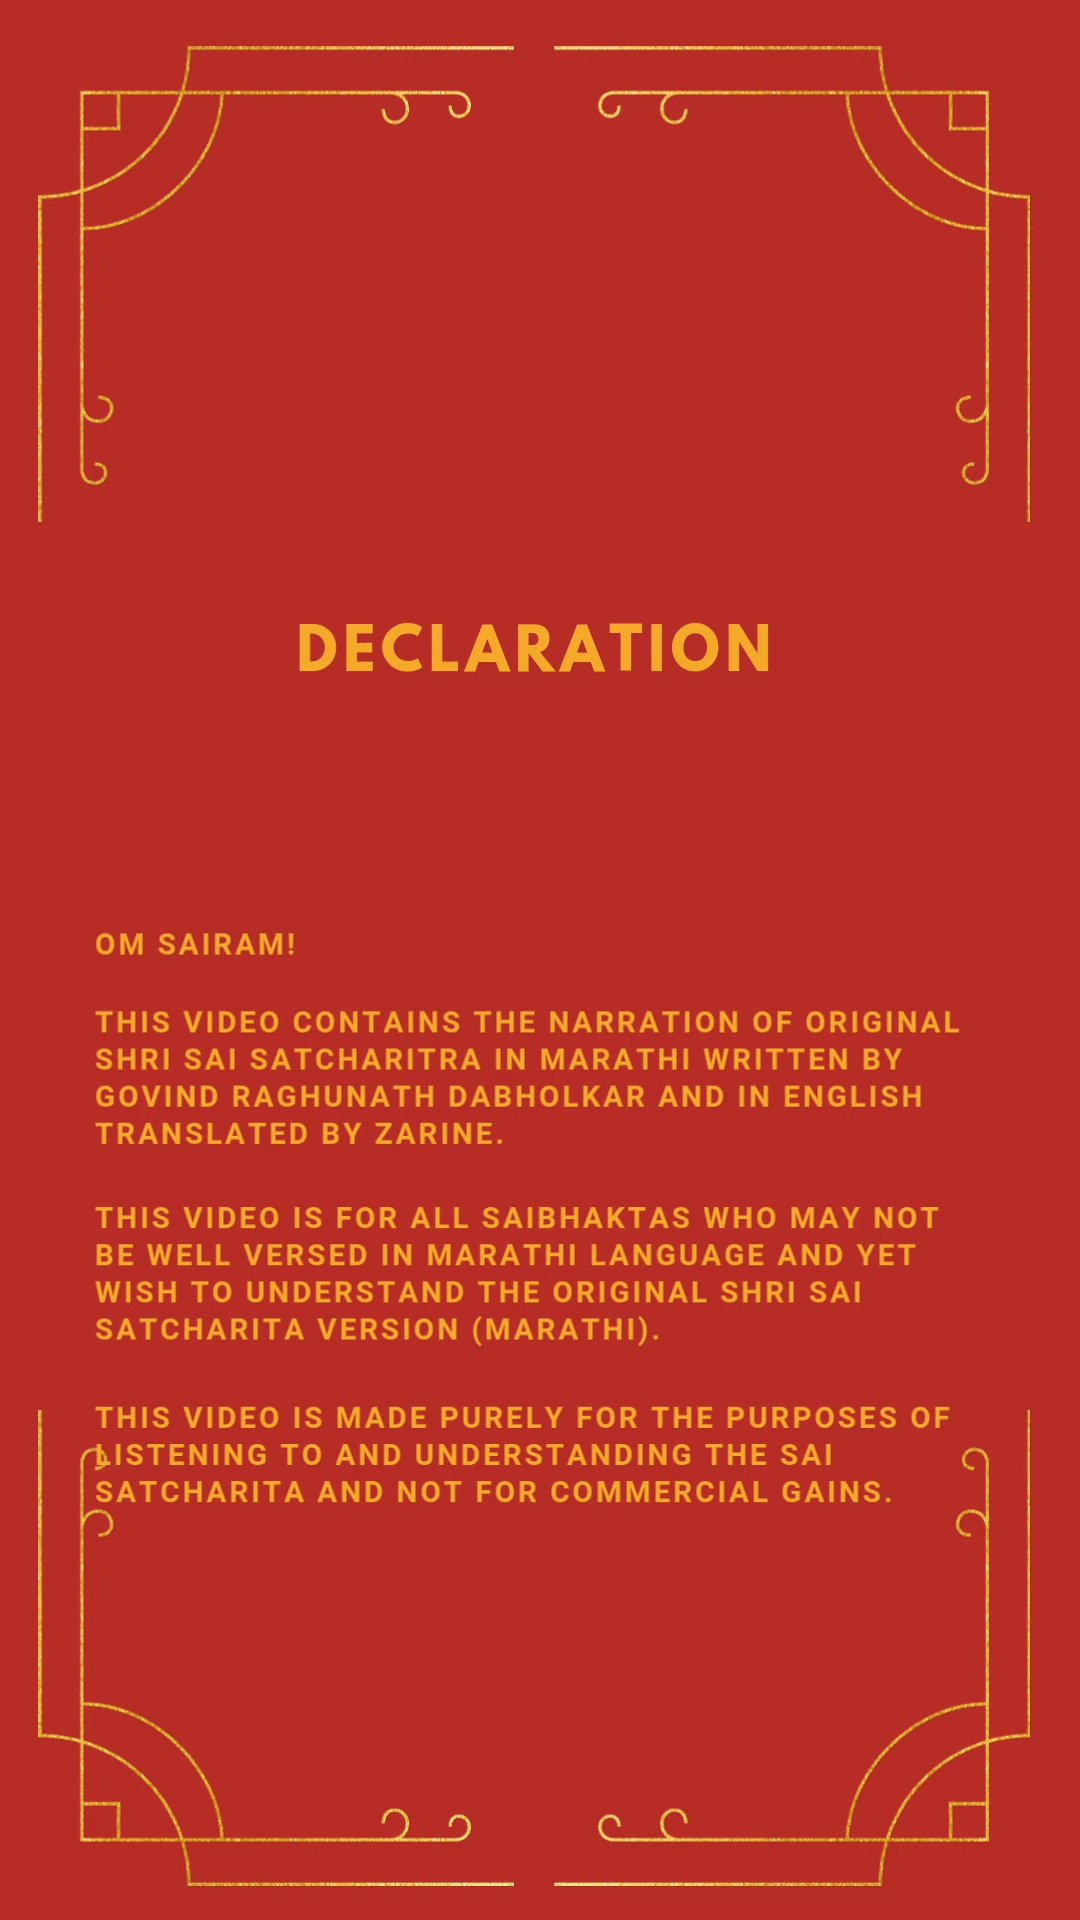 DECLARATION
OM SAIRAM!
THIS VIDEO CONTAINS THE NARRATION OF ORIGINAL
SHRI SAI SATCHARITRA IN MARATHI WRITTEN BY
GOVIND RAGHUNATH DABHOLKAR AND IN ENGLISH
TRANSLATED BY ZARINE.
THIS VIDEO IS FOR ALL SAIBHAKTAS WHO MAY NOT
BE WELL VERSED IN MARATHI LANGUAGE AND YET
WISH TO UNDERSTAND THE ORIGINAL SHRI SAI
SATCHARITA VERSION (MARATHI).
THIS VIDEO IS MADE PURELY FOR THE PURPOSES OF
LISTENING TO AND UNDERSTANDING THE SAI
SATCHARITA AND NOT FOR COMMERCIAL GAINS.